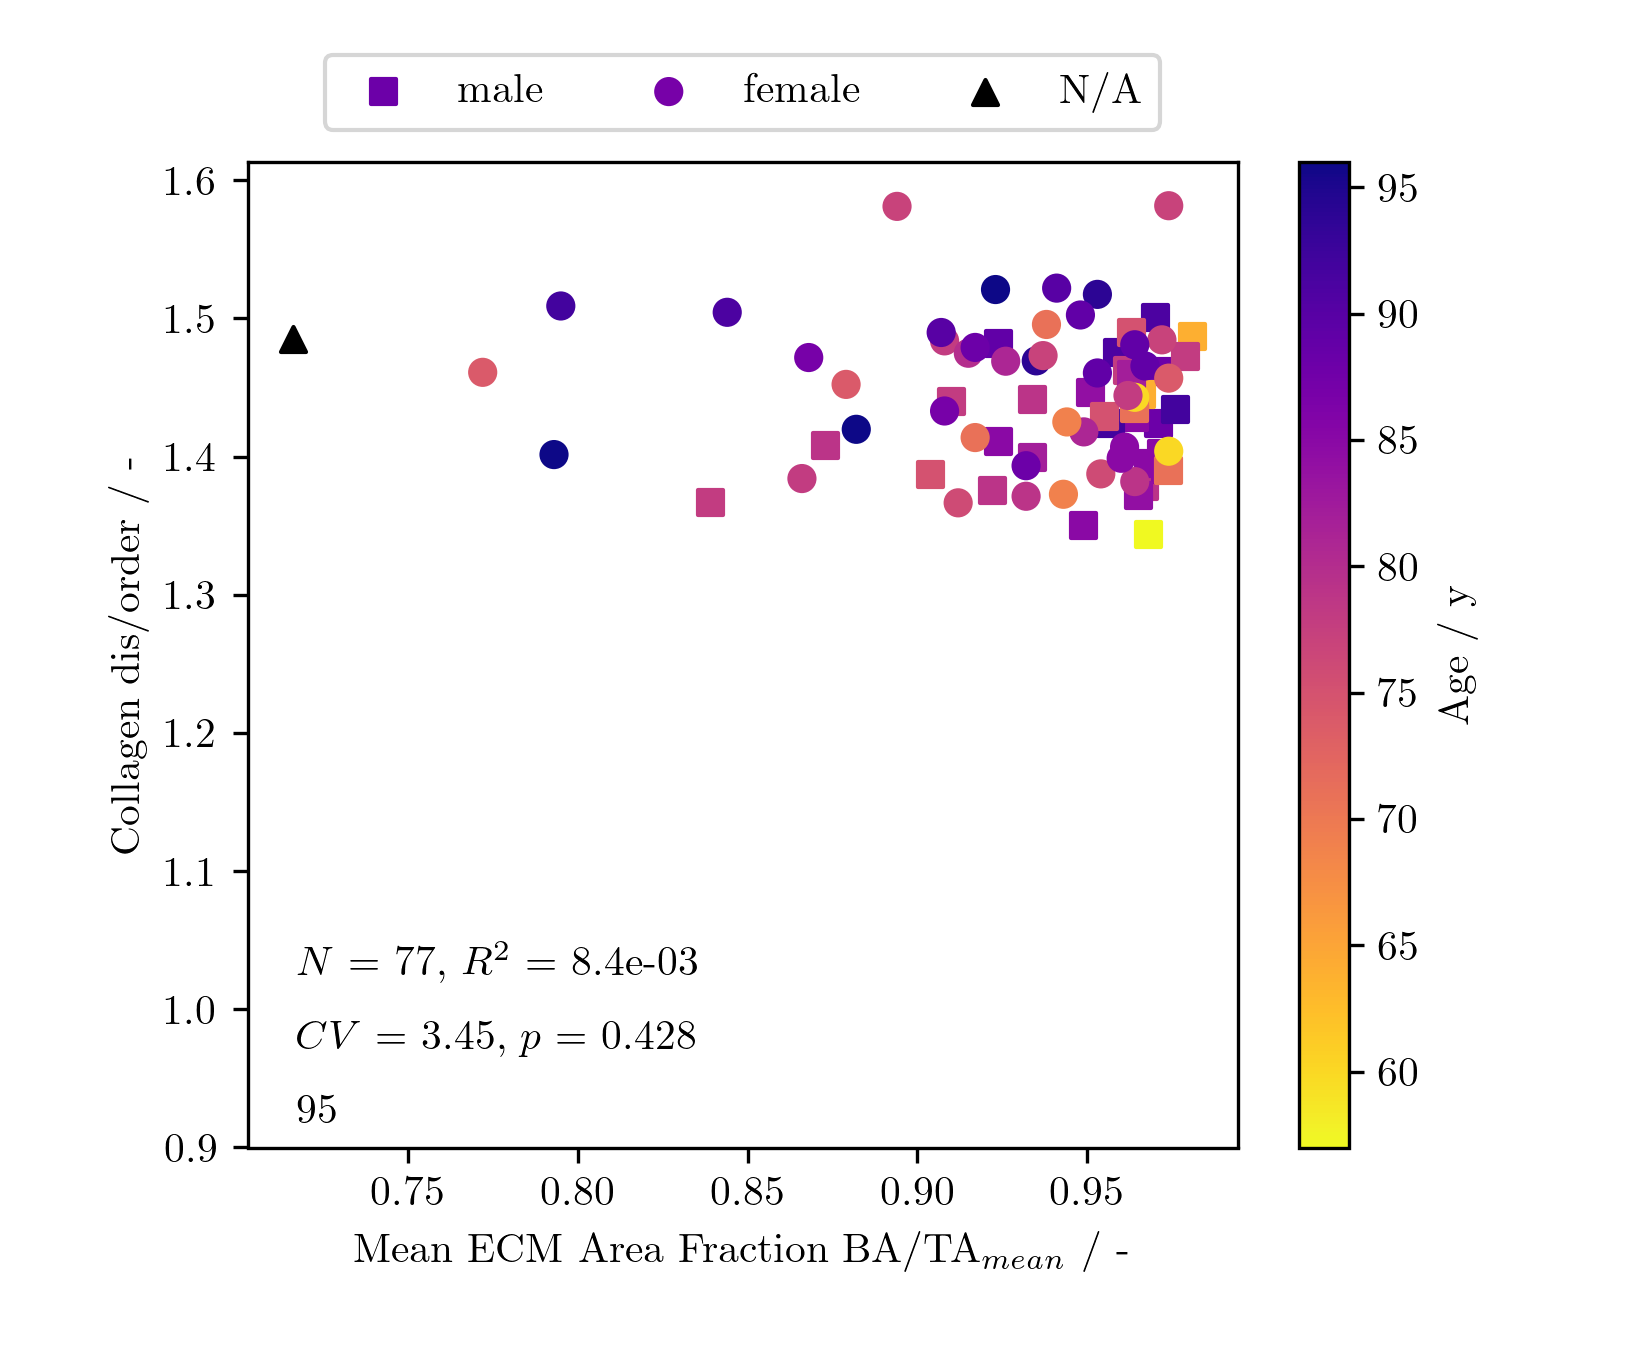 male female N/A
1.6
1.5
1.4
1.3
1.2
1.1
1.0
0.9
Collagen dis/order / -
N = 77, R² = 8.4e-03
CV = 3.45, p = 0.428
95
0.75 0.80 0.85 0.90 0.95
Mean ECM Area Fraction BA/TAmean / -
95
90
85
80
75
70
65
60
Age / y